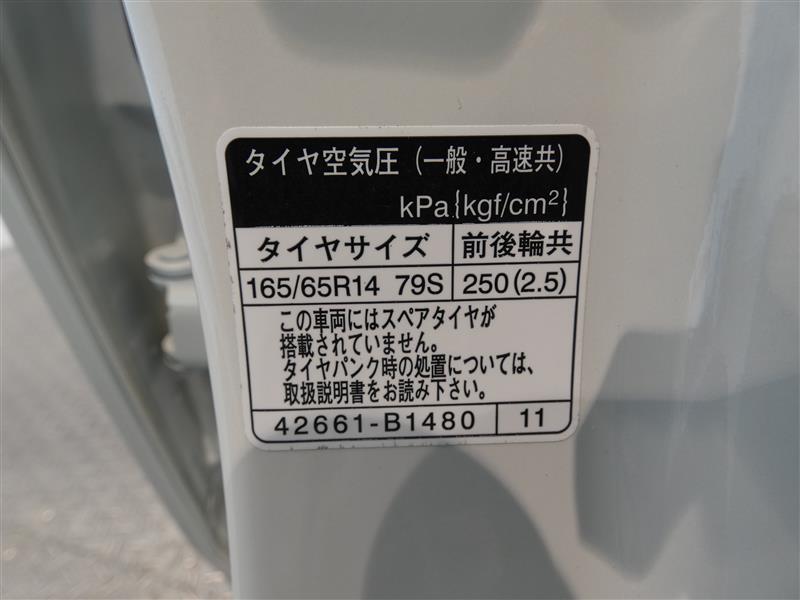 タイヤ空気圧(一般・高速共)
kPa{kgf/cm²}
タイヤサイズ 前後輪共
165/65R14 79S 250(2.5)
この車両にはスペアタイヤが
搭載されていません。
タイヤパンク時の処置については、
取扱説明書をお読み下さい。
42661-B1480 11